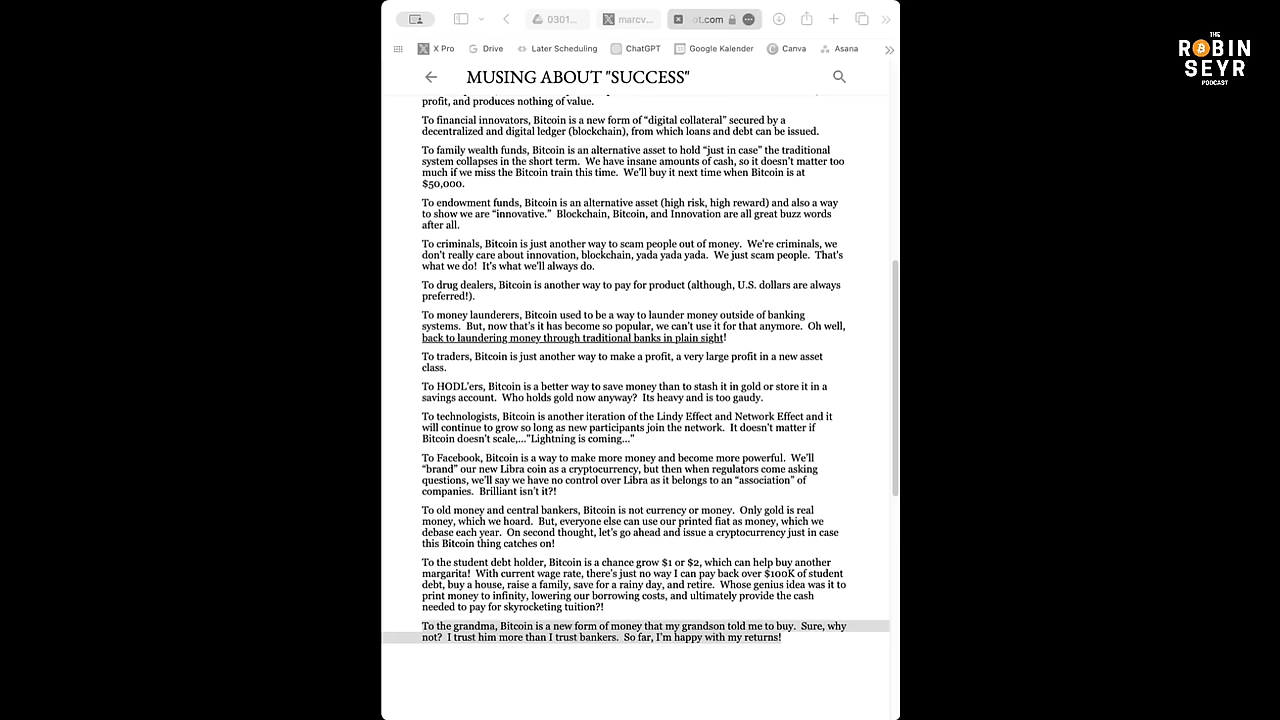 0301...
marcv...
ot.com
X Pro
Drive
Later Scheduling
ChatGPT
Google Kalender
Canva
Asana
THE
ROBIN
SEYR
PODCAST
MUSING ABOUT "SUCCESS"
profit, and produces nothing of value.
To financial innovators, Bitcoin is a new form of “digital collateral” secured by a
decentralized and digital ledger (blockchain), from which loans and debt can be issued.
To family wealth funds, Bitcoin is an alternative asset to hold “just in case” the traditional
system collapses in the short term.  We have insane amounts of cash, so it doesn’t matter too
much if we miss the Bitcoin train this time.  We’ll buy it next time when Bitcoin is at
$50,000.
To endowment funds, Bitcoin is an alternative asset (high risk, high reward) and also a way
to show we are “innovative.”  Blockchain, Bitcoin, and Innovation are all great buzz words
after all.
To criminals, Bitcoin is just another way to scam people out of money.  We're criminals, we
don't really care about innovation, blockchain, yada yada yada.  We just scam people.  That's
what we do!  It's what we'll always do.
To drug dealers, Bitcoin is another way to pay for product (although, U.S. dollars are always
preferred!).
To money launderers, Bitcoin used to be a way to launder money outside of banking
systems.  But, now that’s it has become so popular, we can’t use it for that anymore.  Oh well,
back to laundering money through traditional banks in plain sight!
To traders, Bitcoin is just another way to make a profit, a very large profit in a new asset
class.
To HODL'ers, Bitcoin is a better way to save money than to stash it in gold or store it in a
savings account.  Who holds gold now anyway?  Its heavy and is too gaudy.
To technologists, Bitcoin is another iteration of the Lindy Effect and Network Effect and it
will continue to grow so long as new participants join the network.  It doesn’t matter if
Bitcoin doesn’t scale,..."Lightning is coming..."
To Facebook, Bitcoin is a way to make more money and become more powerful.  We’ll
“brand” our new Libra coin as a cryptocurrency, but then when regulators come asking
questions, we’ll say we have no control over Libra as it belongs to an “association” of
companies.  Brilliant isn’t it?!
To old money and central bankers, Bitcoin is not currency or money.  Only gold is real
money, which we hoard.  But, everyone else can use our printed fiat as money, which we
debase each year.  On second thought, let’s go ahead and issue a cryptocurrency just in case
this Bitcoin thing catches on!
To the student debt holder, Bitcoin is a chance grow $1 or $2, which can help buy another
margarita!  With current wage rate, there’s just no way I can pay back over $100K of student
debt, buy a house, raise a family, save for a rainy day, and retire.  Whose genius idea was it to
print money to infinity, lowering our borrowing costs, and ultimately provide the cash
needed to pay for skyrocketing tuition?!
To the grandma, Bitcoin is a new form of money that my grandson told me to buy.  Sure, why
not?  I trust him more than I trust bankers.  So far, I’m happy with my returns!